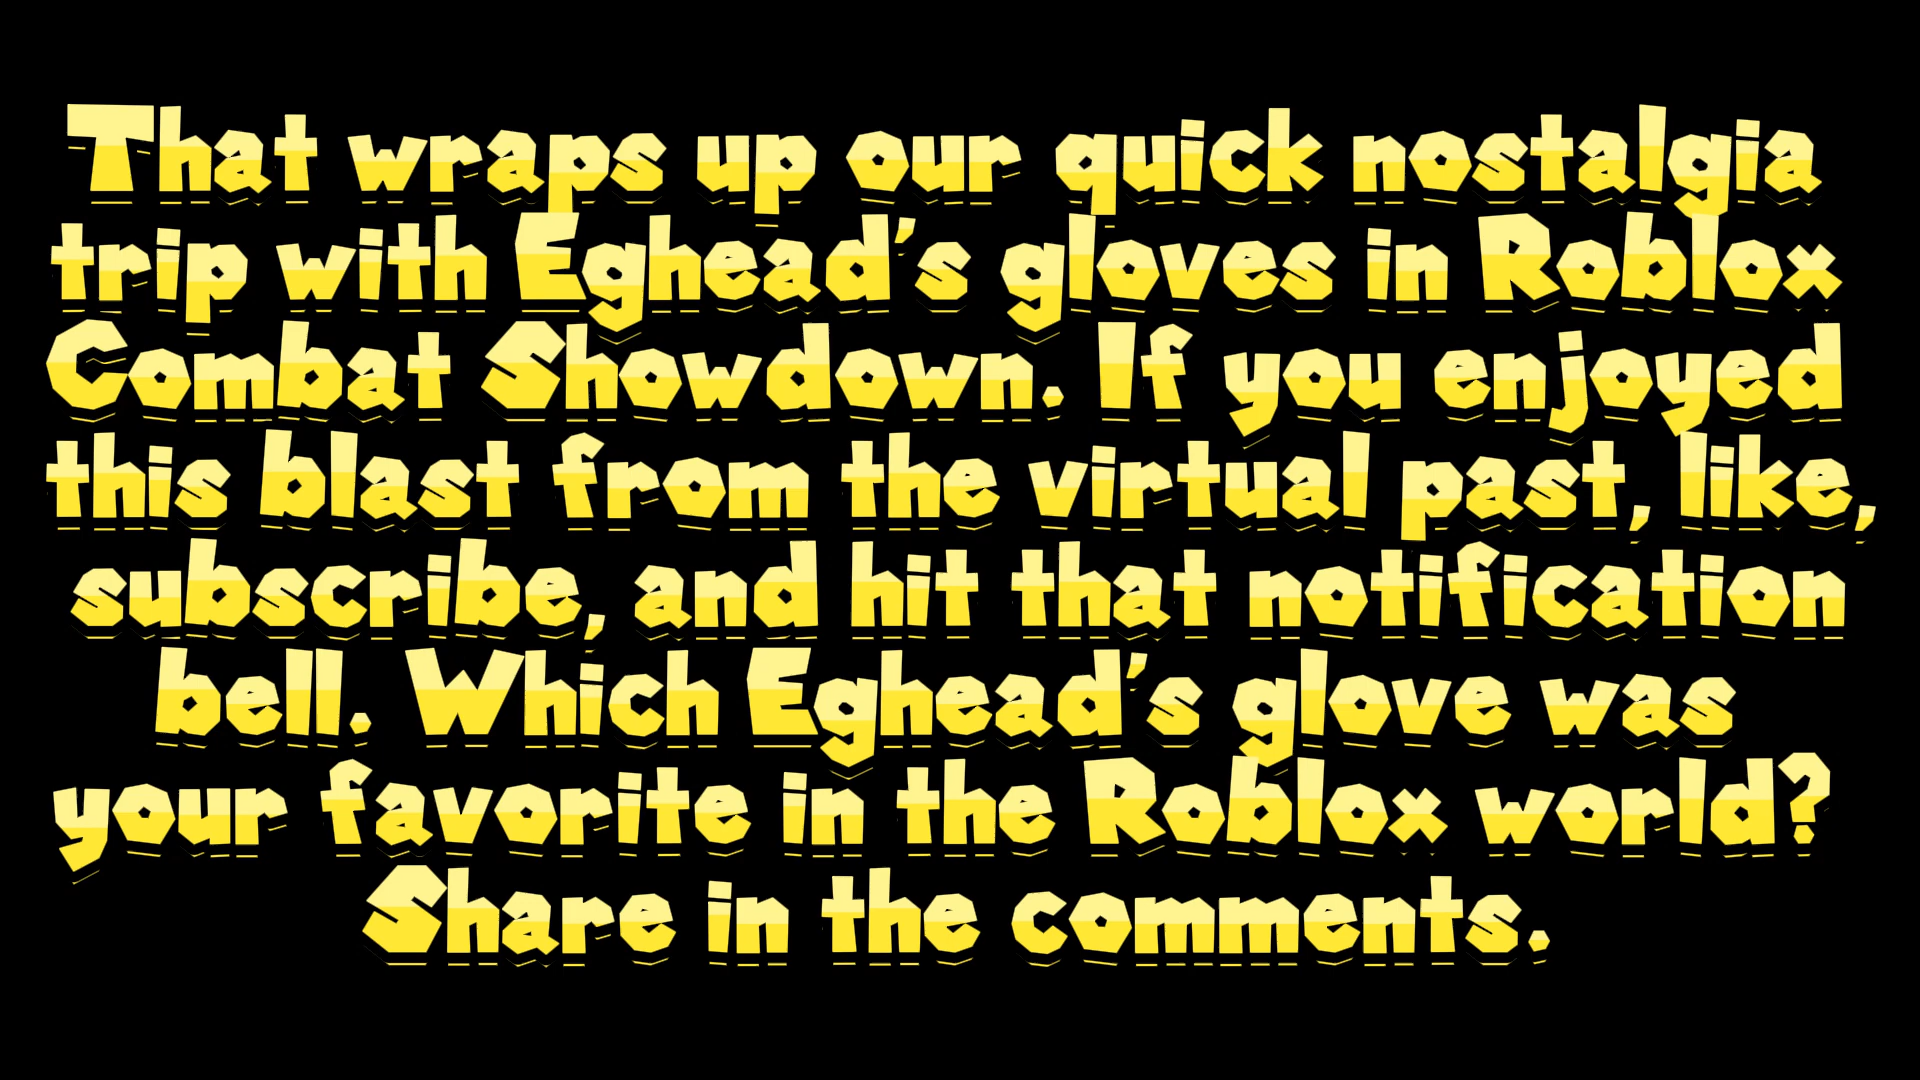 That wraps up our quick nostalgia
trip with Eghead's gloves in Roblox
Combat Showdown. If you enjoyed
this blast from the virtual past, like,
subscribe, and hit that notification
bell. Which Eghead's glove was
your favorite in the Roblox world?
Share in the comments.